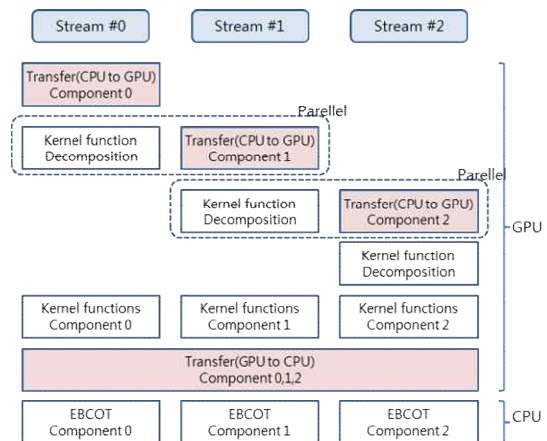 Stream #0
Stream #1
Stream #2
Transfer(CPU to GPU)
Component 0
Parellel
Kernel function
Decomposition
Transfer(CPU to GPU)
Component 1
Parellel
Kernel function
Decomposition
Transfer(CPU to GPU)
Component 2
GPU
Kernel function
Decomposition
Kernel functions
Component 0
Kernel functions
Component 1
Kernel functions
Component 2
Transfer(GPU to CPU)
Component 0,1,2
EBCOT
Component 0
EBCOT
Component 1
EBCOT
Component 2
CPU